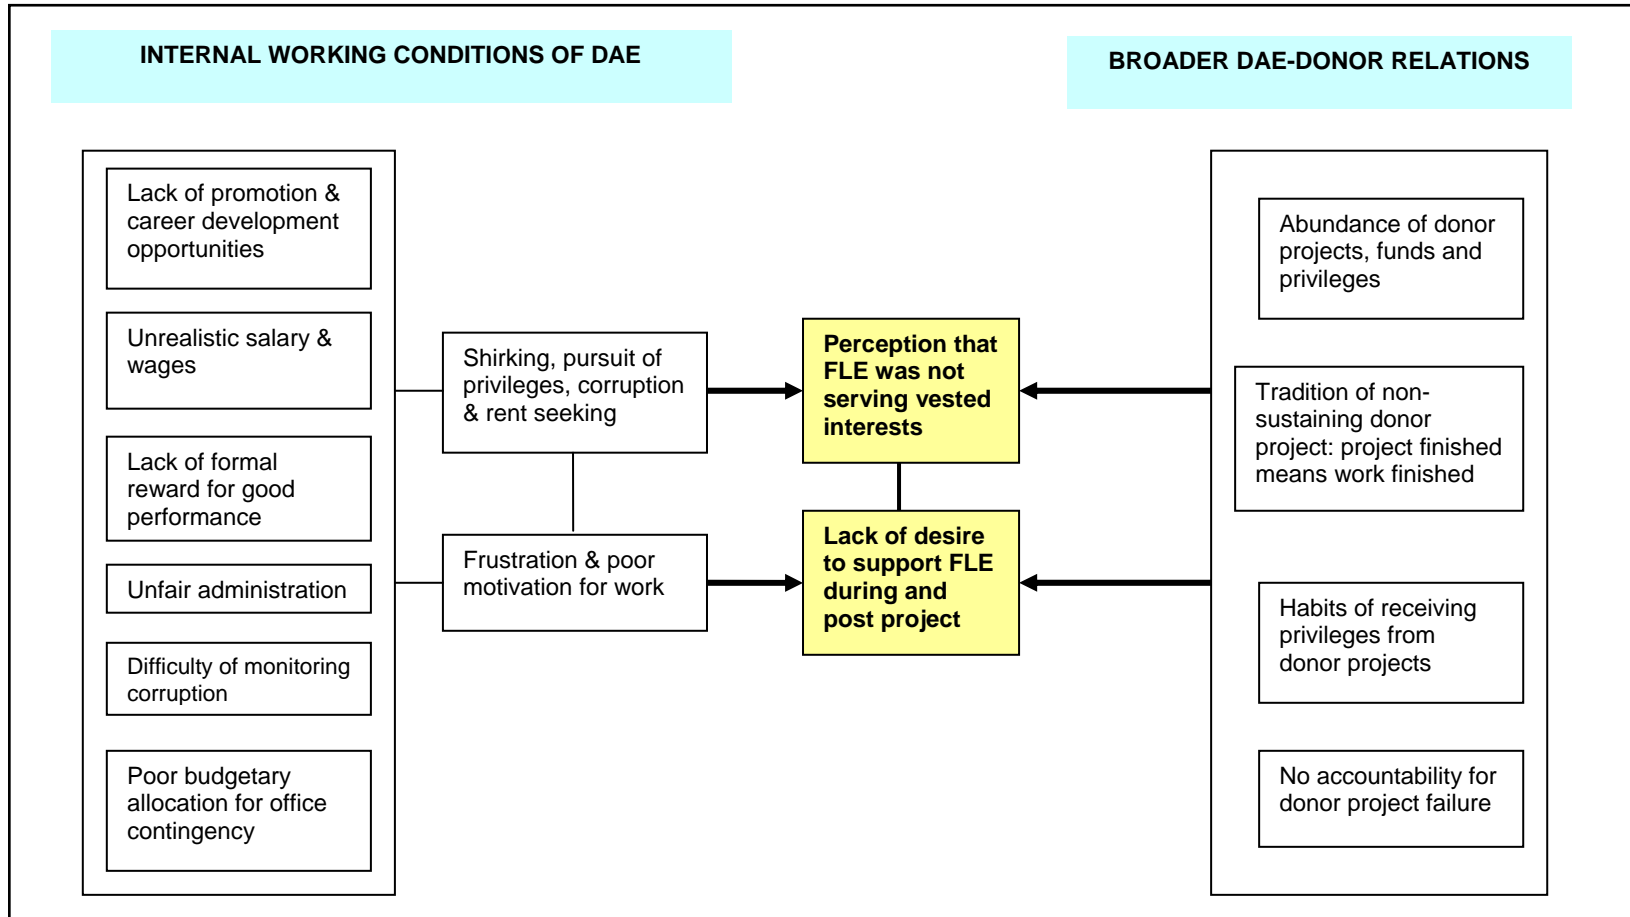 INTERNAL WORKING CONDITIONS OF DAE
BROADER DAE-DONOR RELATIONS
Lack of promotion &
career development
opportunities
Unrealistic salary &
wages
Lack of formal
reward for good
performance
Unfair administration
Difficulty of monitoring
corruption
Poor budgetary
allocation for office
contingency
Shirking, pursuit of
privileges, corruption
& rent seeking
Frustration & poor
motivation for work
Perception that
FLE was not
serving vested
interests
Lack of desire
to support FLE
during and
post project
Abundance of donor
projects, funds and
privileges
Tradition of non-
sustaining donor
project: project finished
means work finished
Habits of receiving
privileges from
donor projects
No accountability for
donor project failure